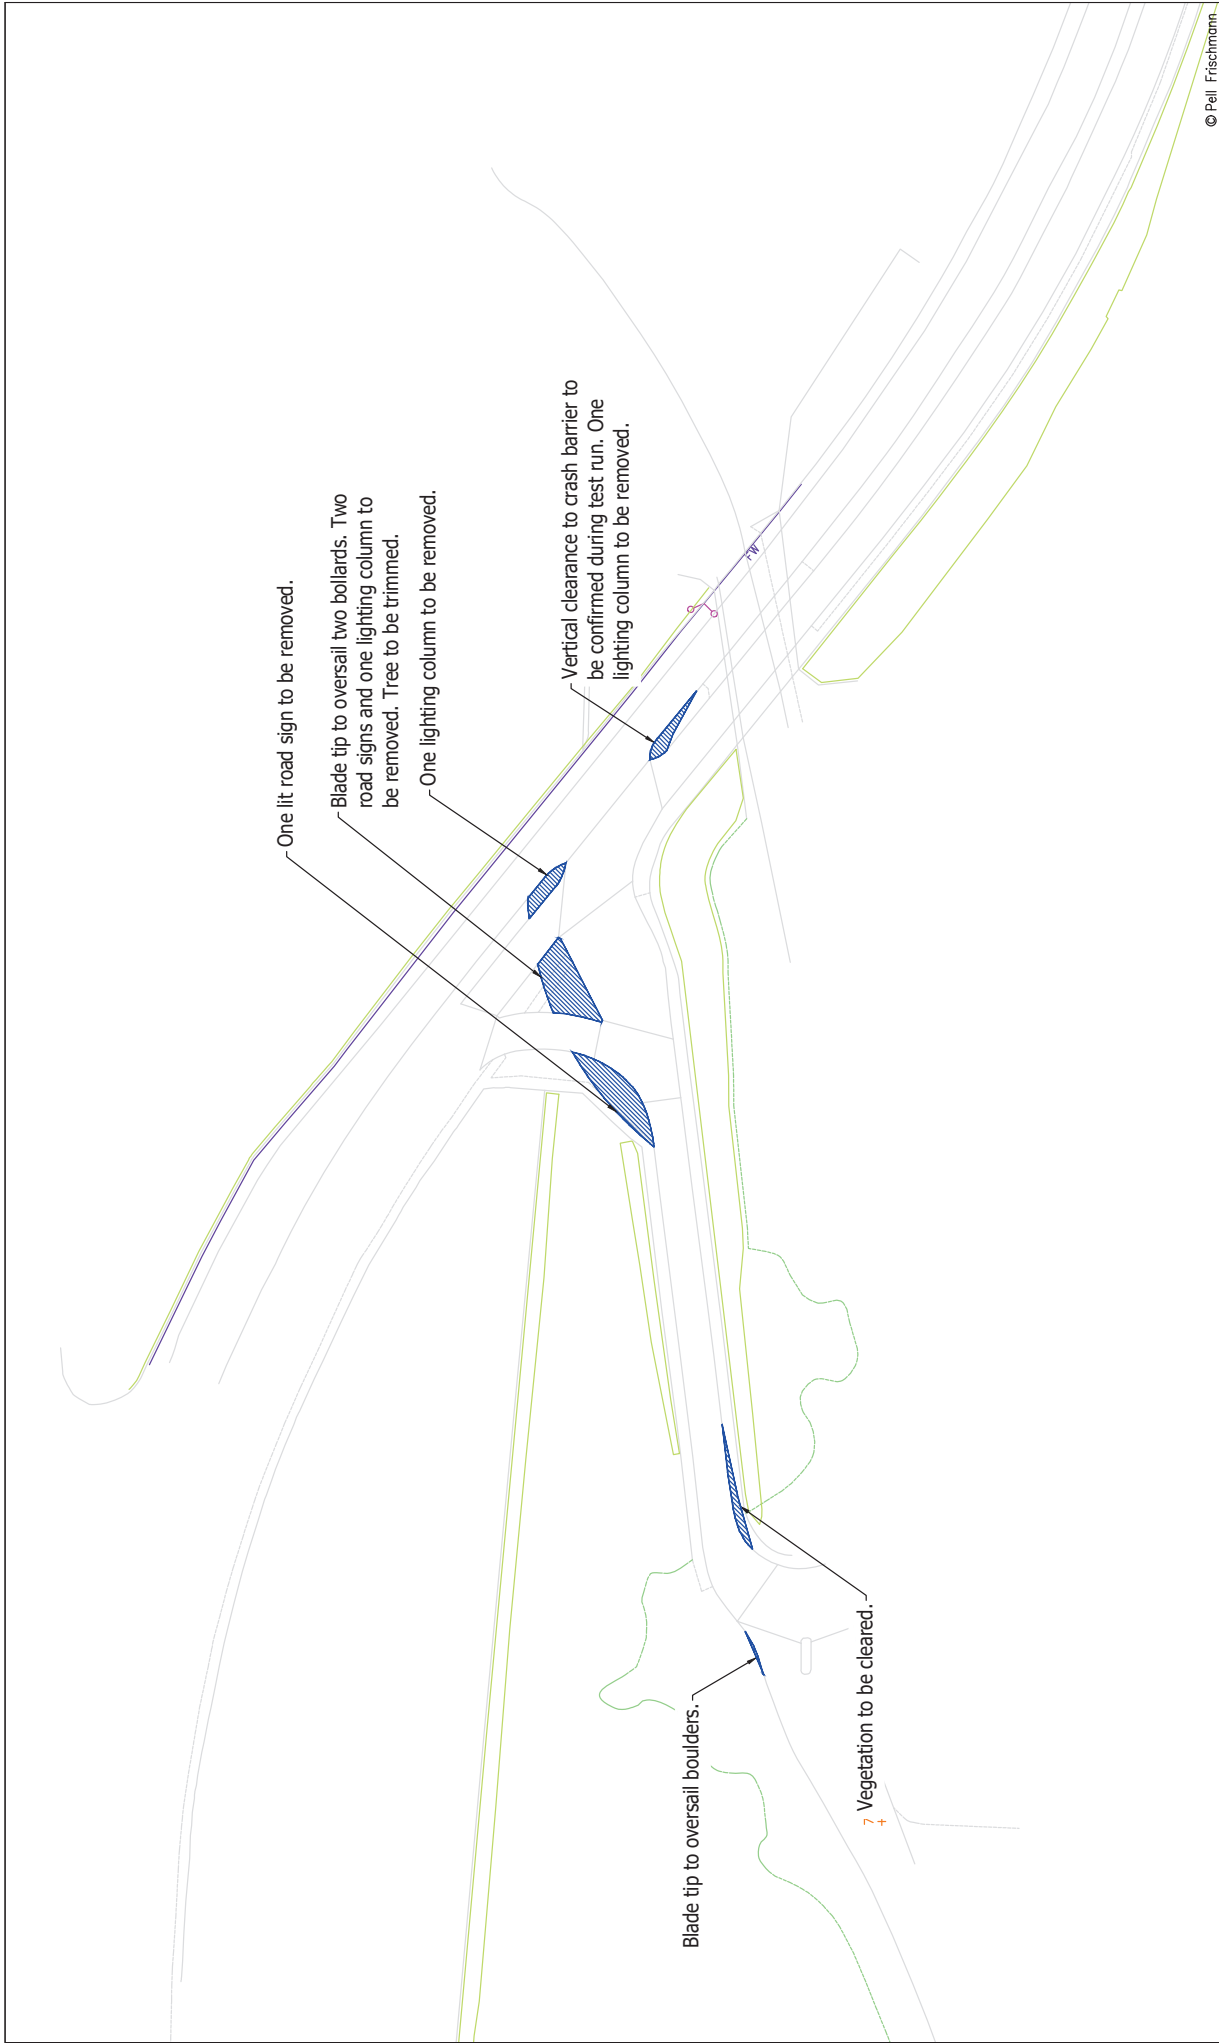 One lit road sign to be removed.
Blade tip to oversail two bollards. Two
road signs and one lighting column to
be removed. Tree to be trimmed.
One lighting column to be removed.
Vertical clearance to crash barrier to
be confirmed during test run. One
lighting column to be removed.
FW
Blade tip to oversail boulders.
Vegetation to be cleared.
7
+
© Pell Frischmann